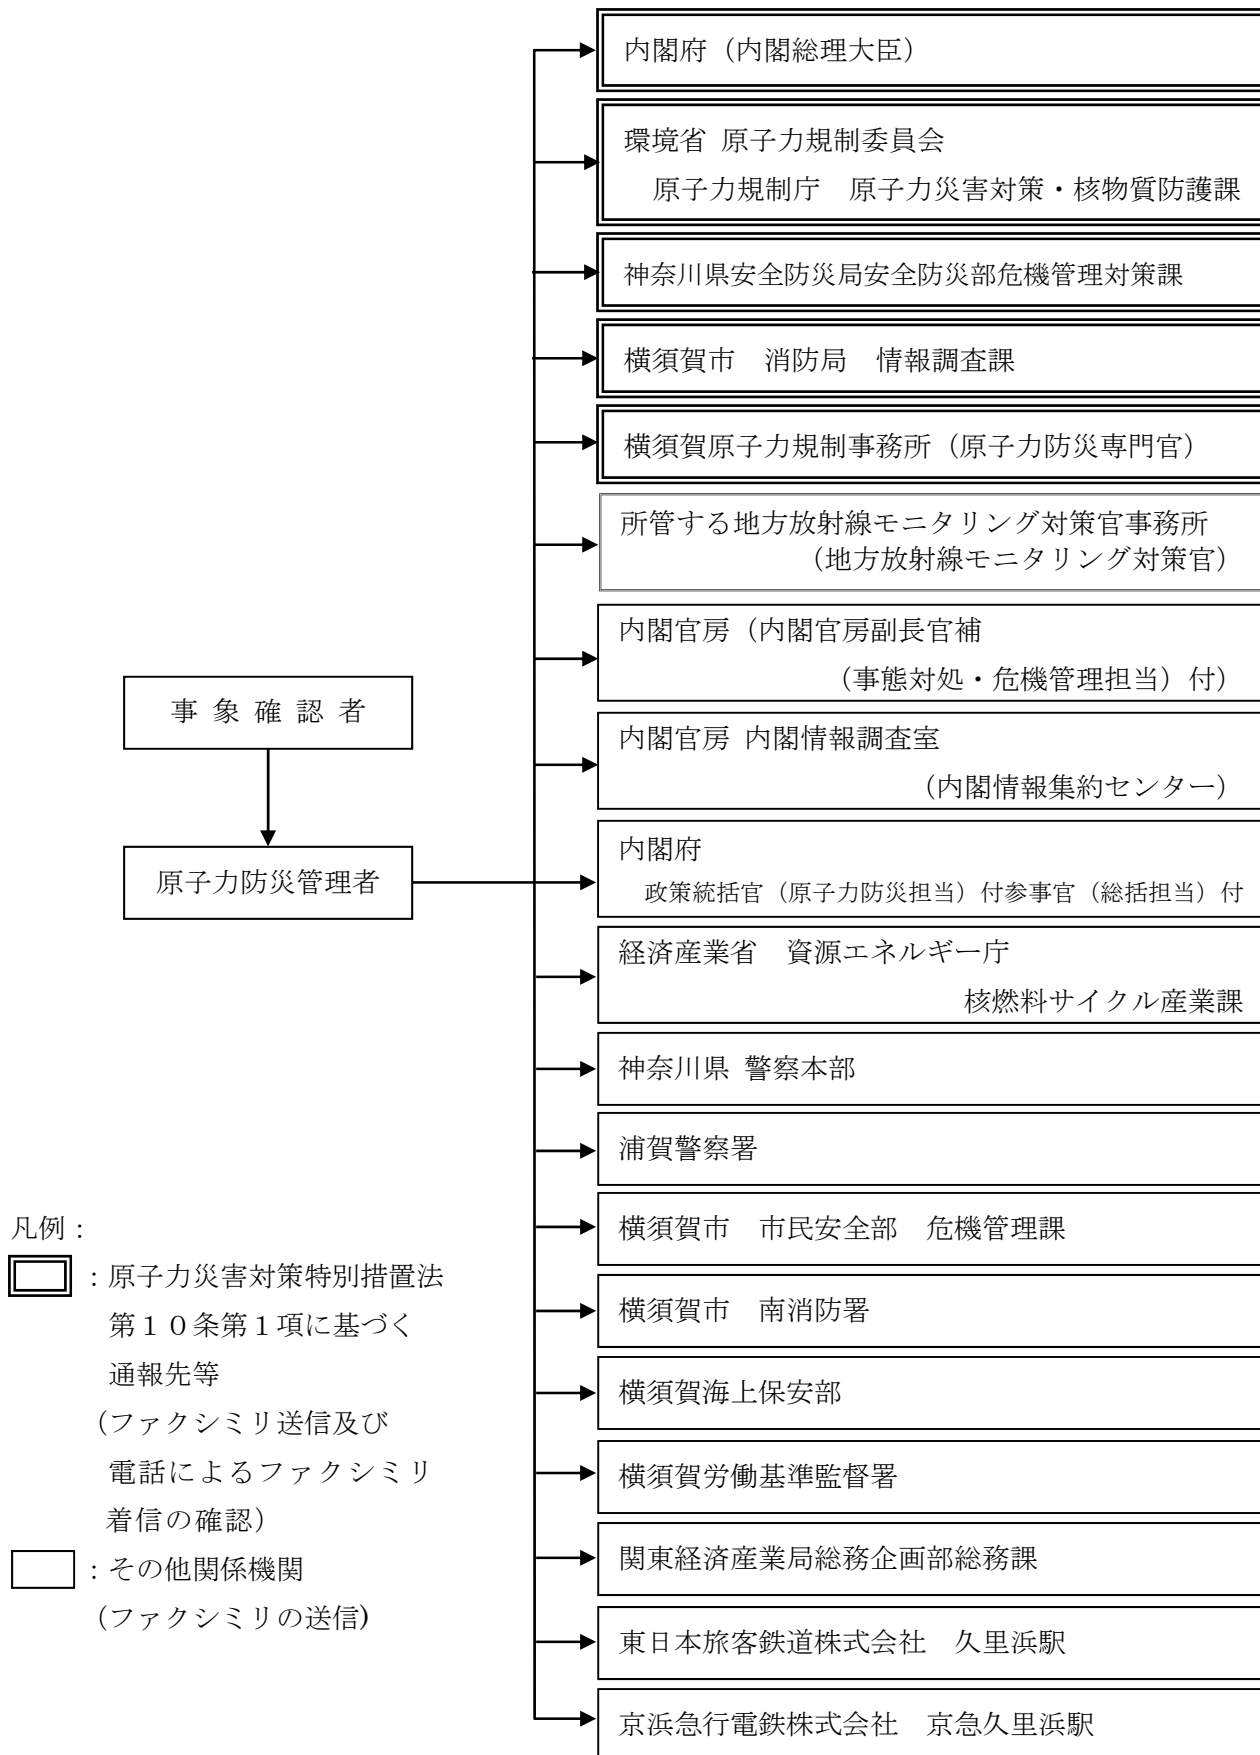 内閣府（内閣総理大臣）
環境省 原子力規制委員会
原子力規制庁　原子力災害対策・核物質防護課
神奈川県安全防災局安全防災部危機管理対策課
横須賀市　消防局　情報調査課
横須賀原子力規制事務所（原子力防災専門官）
所管する地方放射線モニタリング対策官事務所
（地方放射線モニタリング対策官）
内閣官房（内閣官房副長官補
（事態対処・危機管理担当）付）
内閣官房 内閣情報調査室
（内閣情報集約センター）
内閣府
政策統括官（原子力防災担当）付参事官（総括担当）付
経済産業省　資源エネルギー庁
核燃料サイクル産業課
神奈川県 警察本部
浦賀警察署
横須賀市　市民安全部　危機管理課
横須賀市　南消防署
横須賀海上保安部
横須賀労働基準監督署
関東経済産業局総務企画部総務課
東日本旅客鉄道株式会社　久里浜駅
京浜急行電鉄株式会社　京急久里浜駅
事 象 確 認 者
原子力防災管理者
凡例：
：原子力災害対策特別措置法
第１０条第１項に基づく
通報先等
（ファクシミリ送信及び
電話によるファクシミリ
着信の確認）
：その他関係機関
（ファクシミリの送信)